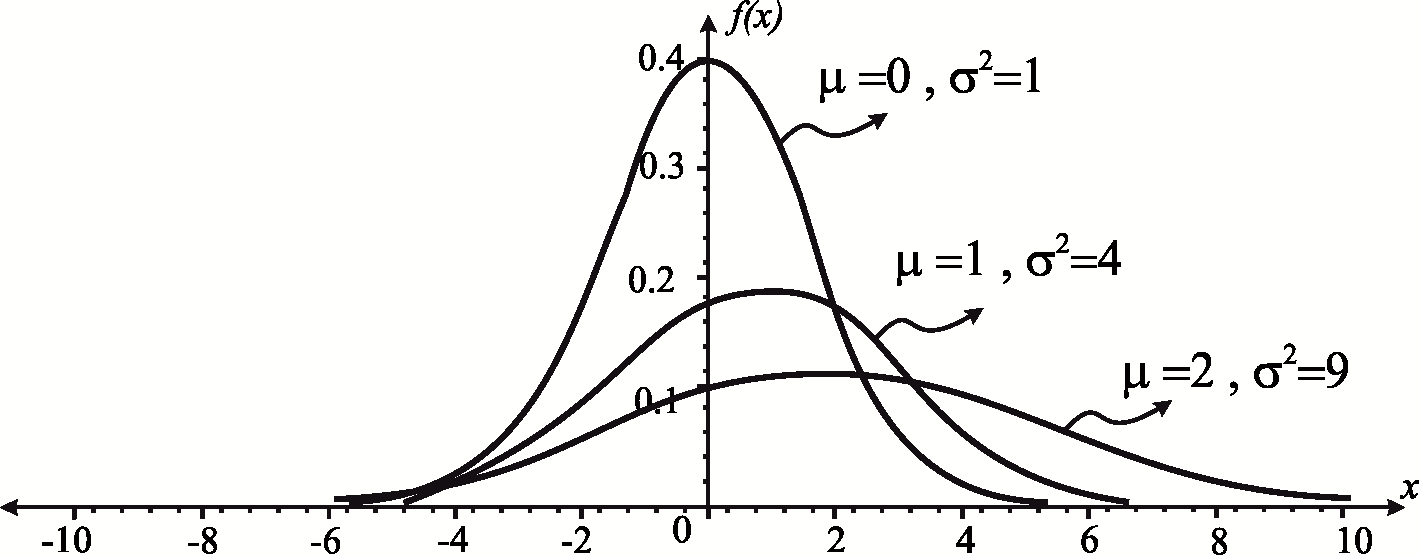 f(x)
0.4
μ =0 , σ²=1
0.3
0.2
μ =1 , σ²=4
μ =2 , σ²=9
0.1
x
-10 -8 -6 -4 -2 0 2 4 6 8 10